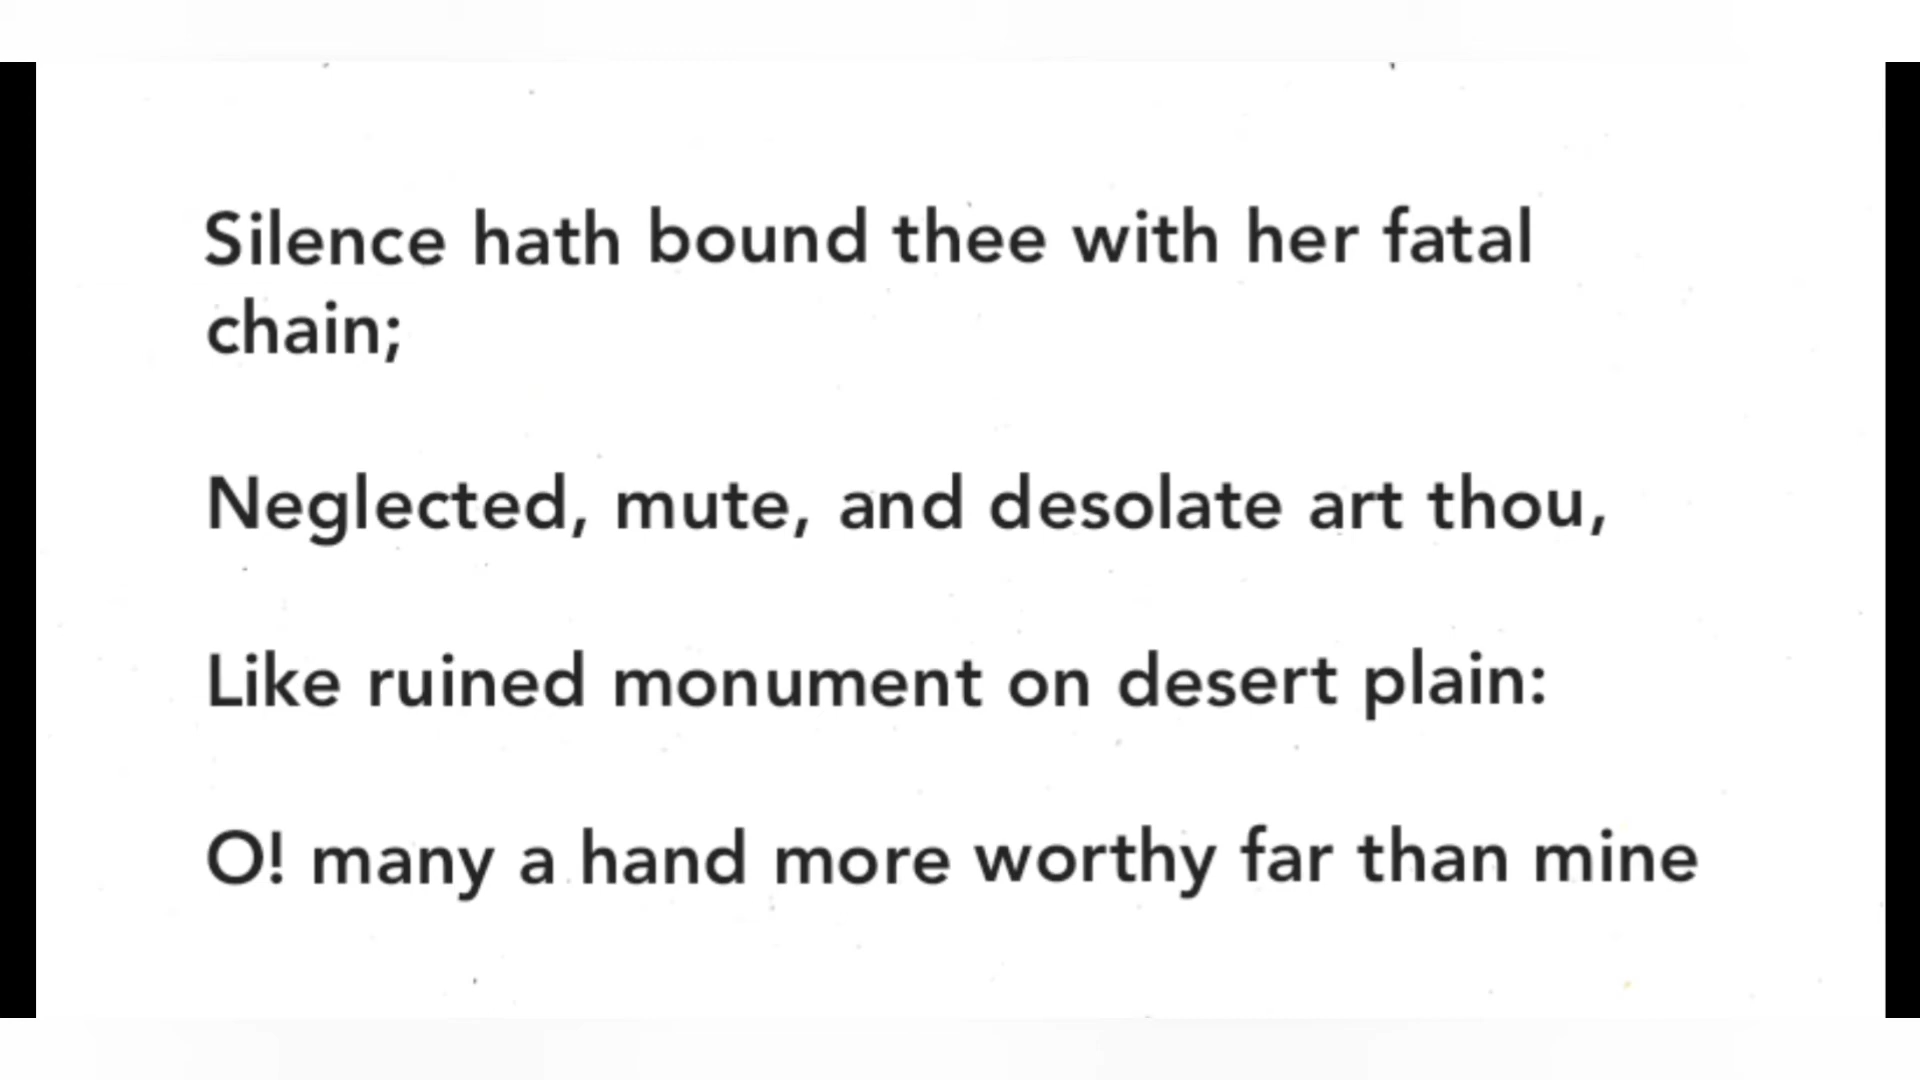 Silence hath bound thee with her fatal
chain;
Neglected, mute, and desolate art thou,
Like ruined monument on desert plain:
O! many a hand more worthy far than mine